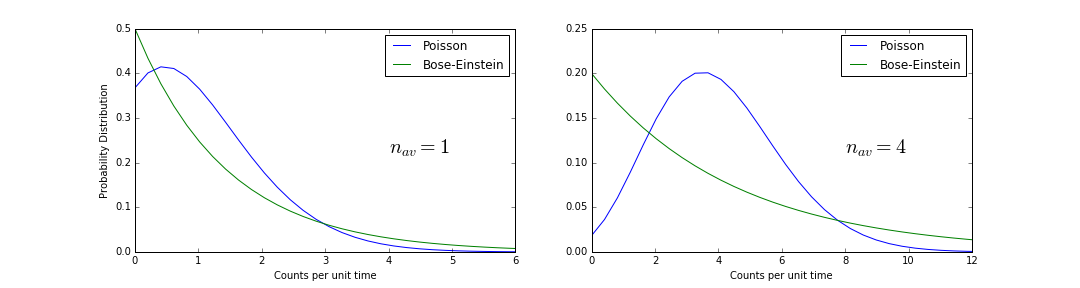 Probability Distribution
0.5
0.4
0.3
0.2
0.1
0.0
0 1 2 3 4 5 6
Counts per unit time
Poisson
Bose-Einstein
n_av = 1
0.25
0.20
0.15
0.10
0.05
0.00
0 2 4 6 8 10 12
Counts per unit time
Poisson
Bose-Einstein
n_av = 4